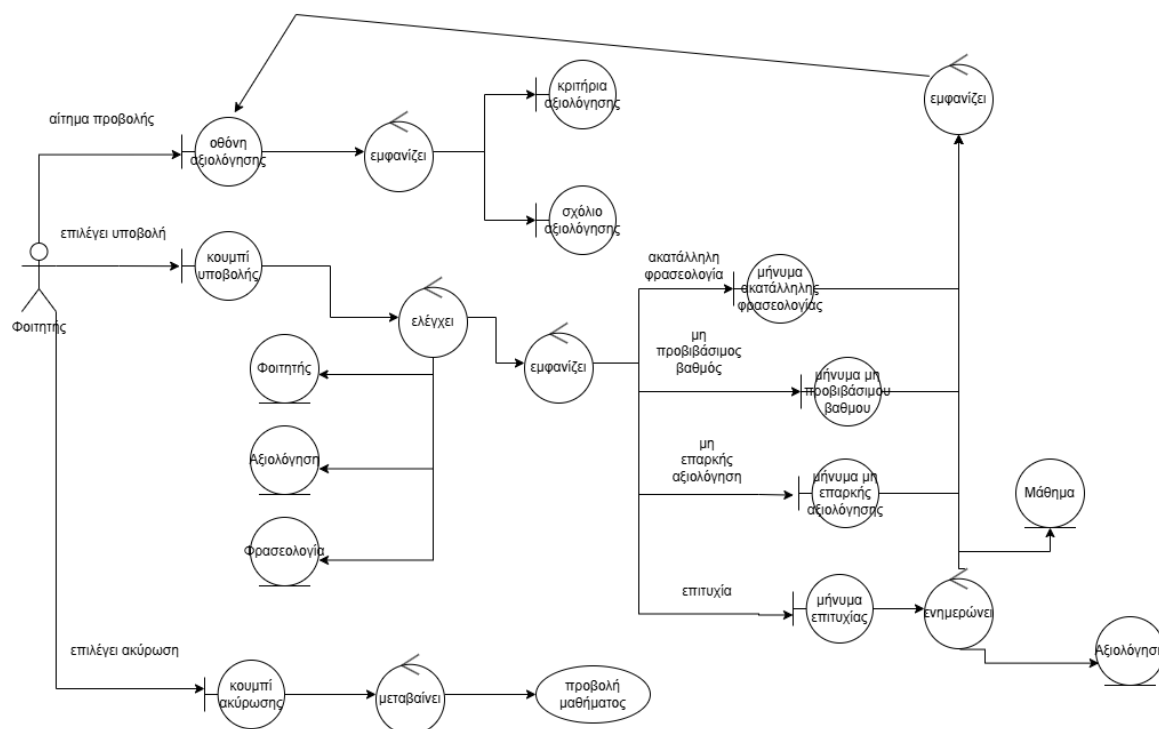 εμφανίζει
κριτήρια
αξιολόγησης
αίτημα προβολής
οθόνη
αξιολόγησης
εμφανίζει
σχόλιο
αξιολόγησης
επιλέγει υποβολή
κουμπί
υποβολής
Φοιτητής
ελέγχει
εμφανίζει
ακατάλληλη
φρασεολογία
μήνυμα
ακατάλληλης
φρασεολογίας
μη
προβιβάσιμος
βαθμός
μήνυμα μη
προβιβάσιμου
βαθμου
μη
επαρκής
αξιολόγηση
μήνυμα μη
επαρκής
αξιολόγησης
Φοιτητής
Αξιολόγηση
Φρασεολογία
Μάθημα
επιτυχία
μήνυμα
επιτυχίας
ενημερώνει
Αξιολόγηση
επιλέγει ακύρωση
κουμπί
ακύρωσης
μεταβαίνει
προβολή
μαθήματος